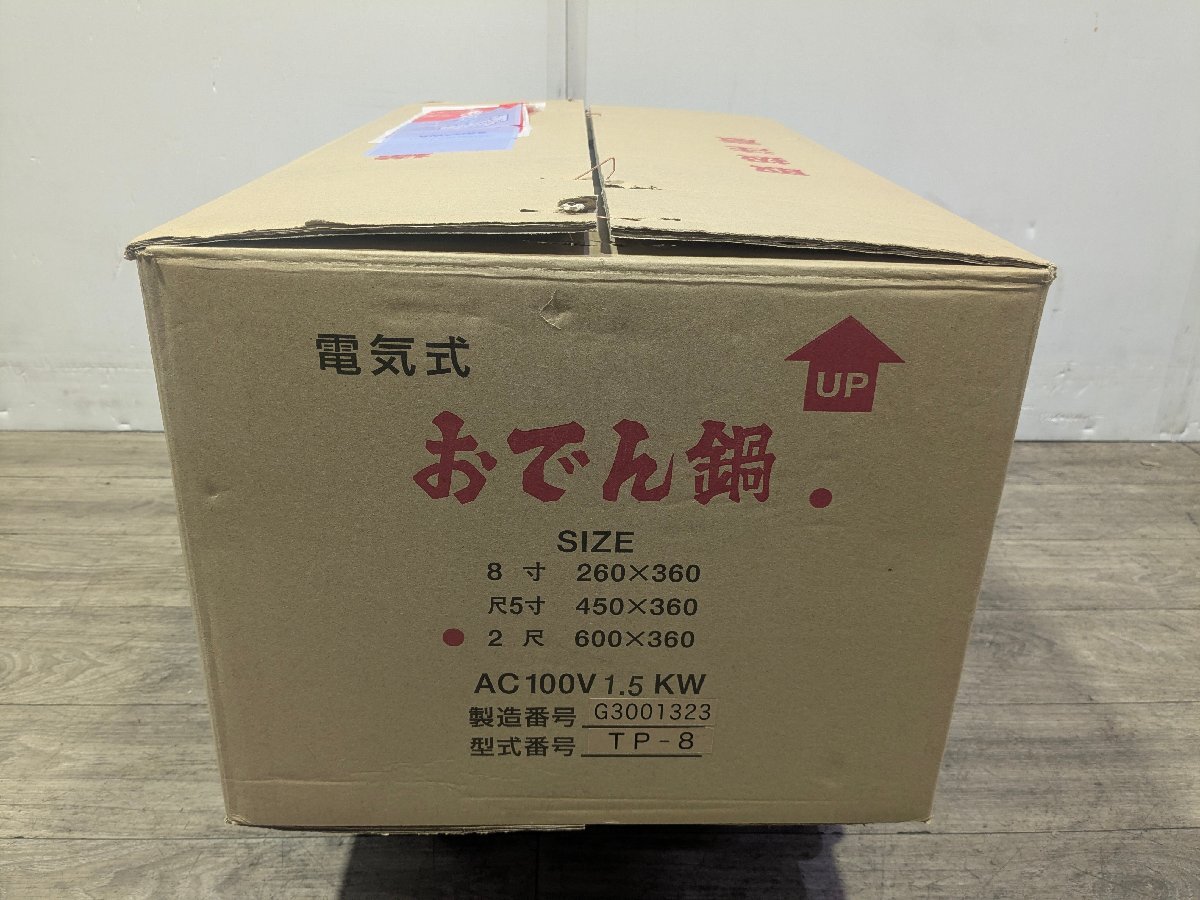 電気式
UP
おでん鍋
SIZE
8 寸 260×360
尺5寸 450×360
2 尺 600×360
AC100V 1.5 KW
製造番号 G3001323
型式番号 TP-8